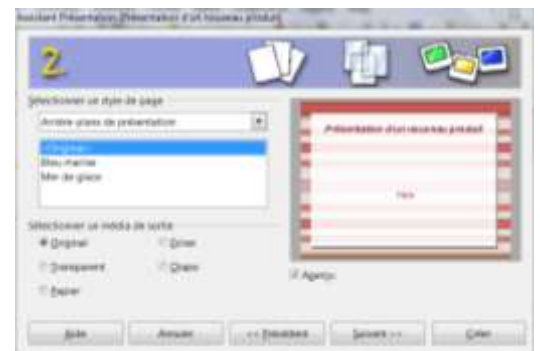 Assistant Présentation (Présentation d'un nouveau produit)
2.
Sélectionner un style de page
Arrière-plans de présentation
<Original>
Bleu marine
Mer de glace
Présentation d'un nouveau produit
Sélectionner un média de sortie
Original
Écran
Transparent
Diapo
Papier
Aperçu
Aide
Annuler
<< Précédent
Suivant >>
Créer